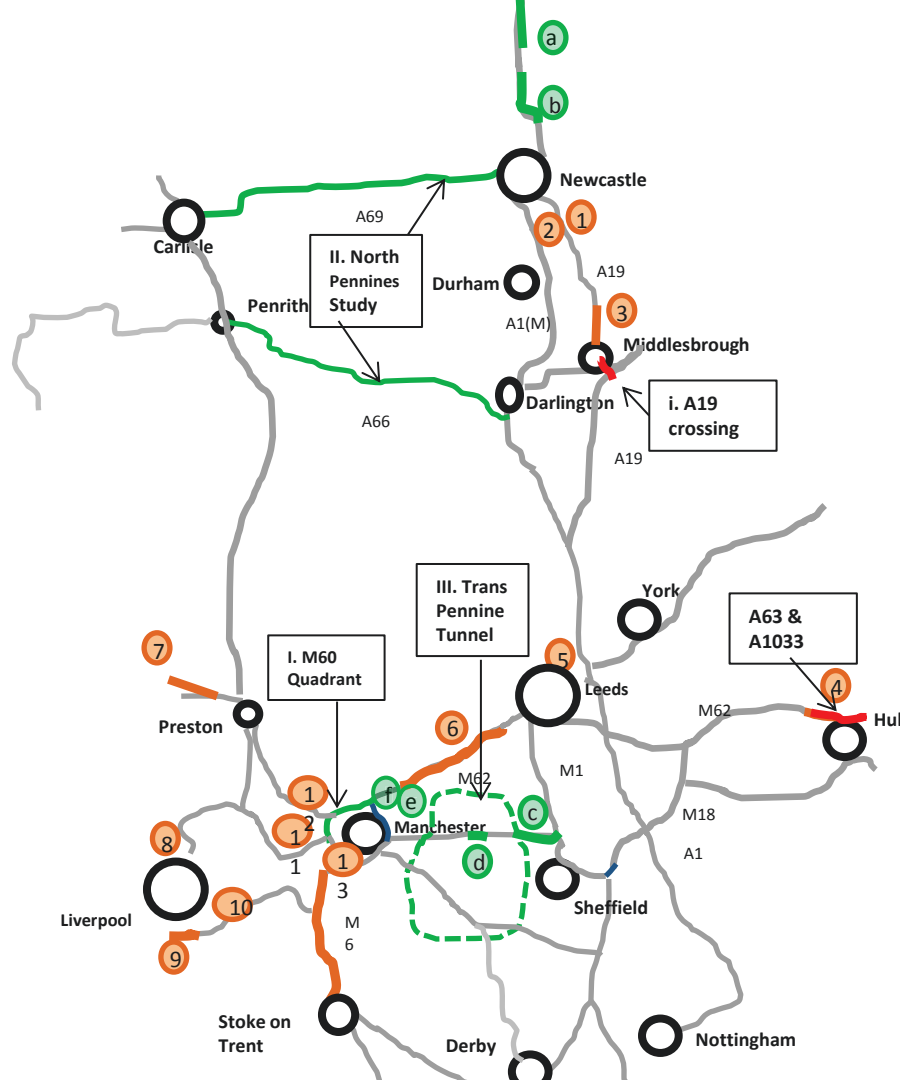 a
b
Newcastle
A69
Carlisle
II. North
Pennines
Study
2
1
Durham
A19
Penrith
3
A1(M)
Middlesbrough
Darlington
i. A19
crossing
A66
A19
III. Trans
Pennine
Tunnel
York
A63 &
A1033
I. M60
Quadrant
7
5
Leeds
4
Preston
M62
Hul
6
M1
M62
1
2
f
e
c
M18
1
1
Manchester
8
A1
d
1
3
10
Liverpool
Sheffield
M
6
9
Stoke on
Trent
Derby
Nottingham